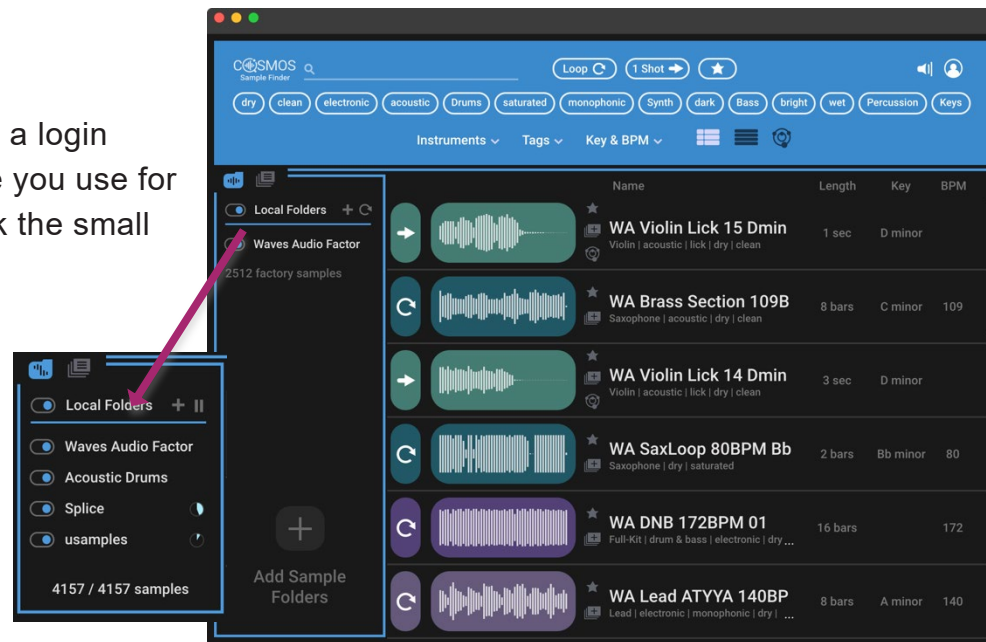 a login
you use for
k the small
COSMOS
Sample Finder
Loop
1 Shot
dry clean electronic acoustic Drums saturated monophonic Synth dark Bass bright wet Percussion Keys
Instruments Tags Key & BPM
Local Folders
Waves Audio Factor
2512 factory samples
Add Sample
Folders
Name Length Key BPM
WA Violin Lick 15 Dmin 1 sec D minor
Violin | acoustic | lick | dry | clean
WA Brass Section 109B 8 bars C minor 109
Saxophone | acoustic | dry | clean
WA Violin Lick 14 Dmin 3 sec D minor
Violin | acoustic | lick | dry | clean
WA SaxLoop 80BPM Bb 2 bars Bb minor 80
Saxophone | dry | saturated
WA DNB 172BPM 01 16 bars 172
Full-Kit | drum & bass | electronic | dry ...
WA Lead ATYYA 140BP 8 bars A minor 140
Lead | electronic | monophonic | dry | ...
Local Folders
Waves Audio Factor
Acoustic Drums
Splice
usamples
4157 / 4157 samples